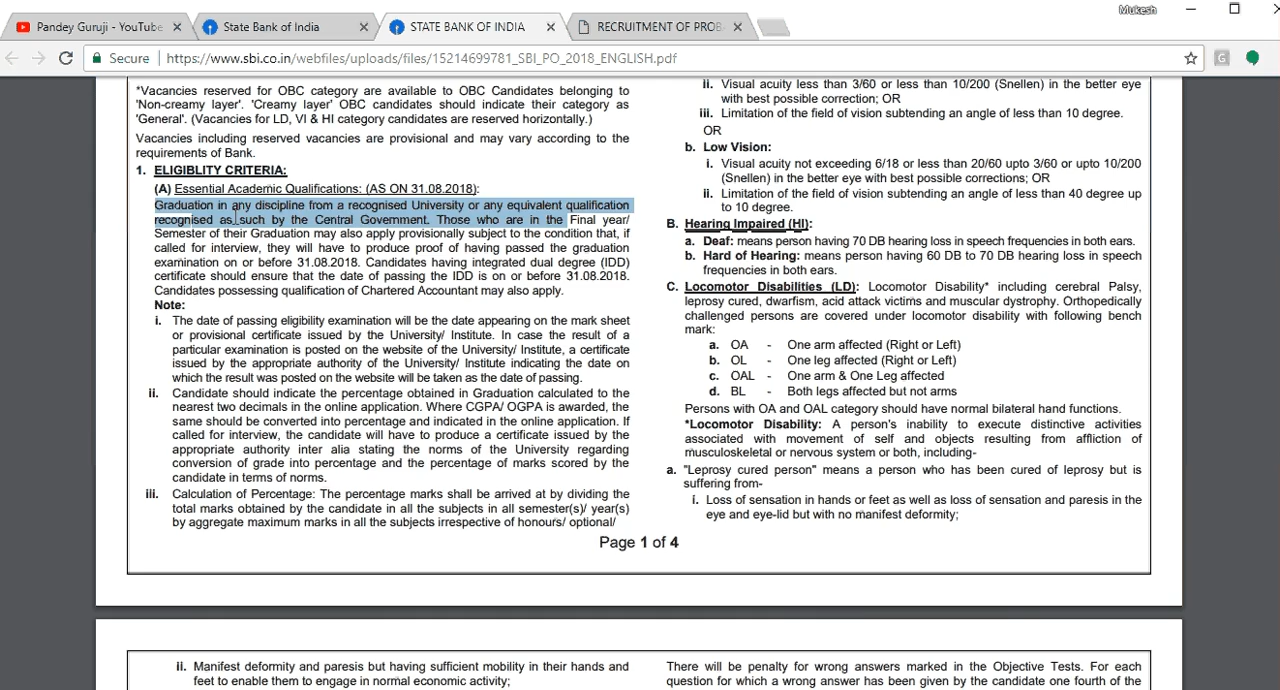 Mukesh
Pandey Guruji - YouTube
State Bank of India
STATE BANK OF INDIA
RECRUITMENT OF PROB
Secure
https://www.sbi.co.in/webfiles/uploads/files/15214699781_SBI_PO_2018_ENGLISH.pdf
*Vacancies reserved for OBC category are available to OBC Candidates belonging to
'Non-creamy layer'. 'Creamy layer' OBC candidates should indicate their category as
'General'. (Vacancies for LD, VI & HI category candidates are reserved horizontally.)
Vacancies including reserved vacancies are provisional and may vary according to the
requirements of Bank.
1. ELIGIBLITY CRITERIA:
(A) Essential Academic Qualifications: (AS ON 31.08.2018):
Graduation in any discipline from a recognised University or any equivalent qualification
recognised as such by the Central Government. Those who are in the Final year/
Semester of their Graduation may also apply provisionally subject to the condition that, if
called for interview, they will have to produce proof of having passed the graduation
examination on or before 31.08.2018. Candidates having integrated dual degree (IDD)
certificate should ensure that the date of passing the IDD is on or before 31.08.2018.
Candidates possessing qualification of Chartered Accountant may also apply.
Note:
i. The date of passing eligibility examination will be the date appearing on the mark sheet
or provisional certificate issued by the University/ Institute. In case the result of a
particular examination is posted on the website of the University/ Institute, a certificate
issued by the appropriate authority of the University/ Institute indicating the date on
which the result was posted on the website will be taken as the date of passing.
ii. Candidate should indicate the percentage obtained in Graduation calculated to the
nearest two decimals in the online application. Where CGPA/ OGPA is awarded, the
same should be converted into percentage and indicated in the online application. If
called for interview, the candidate will have to produce a certificate issued by the
appropriate authority inter alia stating the norms of the University regarding
conversion of grade into percentage and the percentage of marks scored by the
candidate in terms of norms.
iii. Calculation of Percentage: The percentage marks shall be arrived at by dividing the
total marks obtained by the candidate in all the subjects in all semester(s)/ year(s)
by aggregate maximum marks in all the subjects irrespective of honours/ optional/
ii. Visual acuity less than 3/60 or less than 10/200 (Snellen) in the better eye
with best possible correction; OR
iii. Limitation of the field of vision subtending an angle of less than 10 degree.
OR
b. Low Vision:
i. Visual acuity not exceeding 6/18 or less than 20/60 upto 3/60 or upto 10/200
(Snellen) in the better eye with best possible corrections; OR
ii. Limitation of the field of vision subtending an angle of less than 40 degree up
to 10 degree.
B. Hearing Impaired (HI):
a. Deaf: means person having 70 DB hearing loss in speech frequencies in both ears.
b. Hard of Hearing: means person having 60 DB to 70 DB hearing loss in speech
frequencies in both ears.
C. Locomotor Disabilities (LD): Locomotor Disability* including cerebral Palsy,
leprosy cured, dwarfism, acid attack victims and muscular dystrophy. Orthopedically
challenged persons are covered under locomotor disability with following bench
mark:
a. OA - One arm affected (Right or Left)
b. OL - One leg affected (Right or Left)
c. OAL - One arm & One Leg affected
d. BL - Both legs affected but not arms
Persons with OA and OAL category should have normal bilateral hand functions.
*Locomotor Disability: A person's inability to execute distinctive activities
associated with movement of self and objects resulting from affliction of
musculoskeletal or nervous system or both, including-
a. "Leprosy cured person" means a person who has been cured of leprosy but is
suffering from-
i. Loss of sensation in hands or feet as well as loss of sensation and paresis in the
eye and eye-lid but with no manifest deformity;
Page 1 of 4
ii. Manifest deformity and paresis but having sufficient mobility in their hands and
feet to enable them to engage in normal economic activity;
There will be penalty for wrong answers marked in the Objective Tests. For each
question for which a wrong answer has been given by the candidate one fourth of the